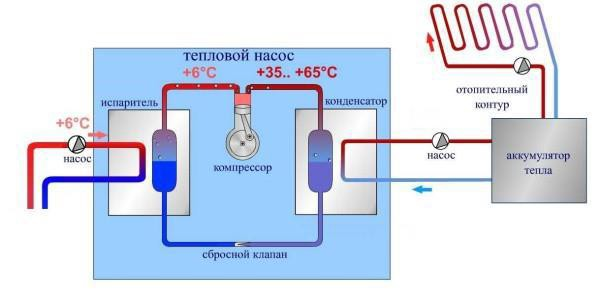 тепловой насос
+6°C
+35.. +65°C
испаритель
конденсатор
компрессор
сбросной клапан
+6°C
насос
насос
отопительный
контур
аккумулятор
тепла